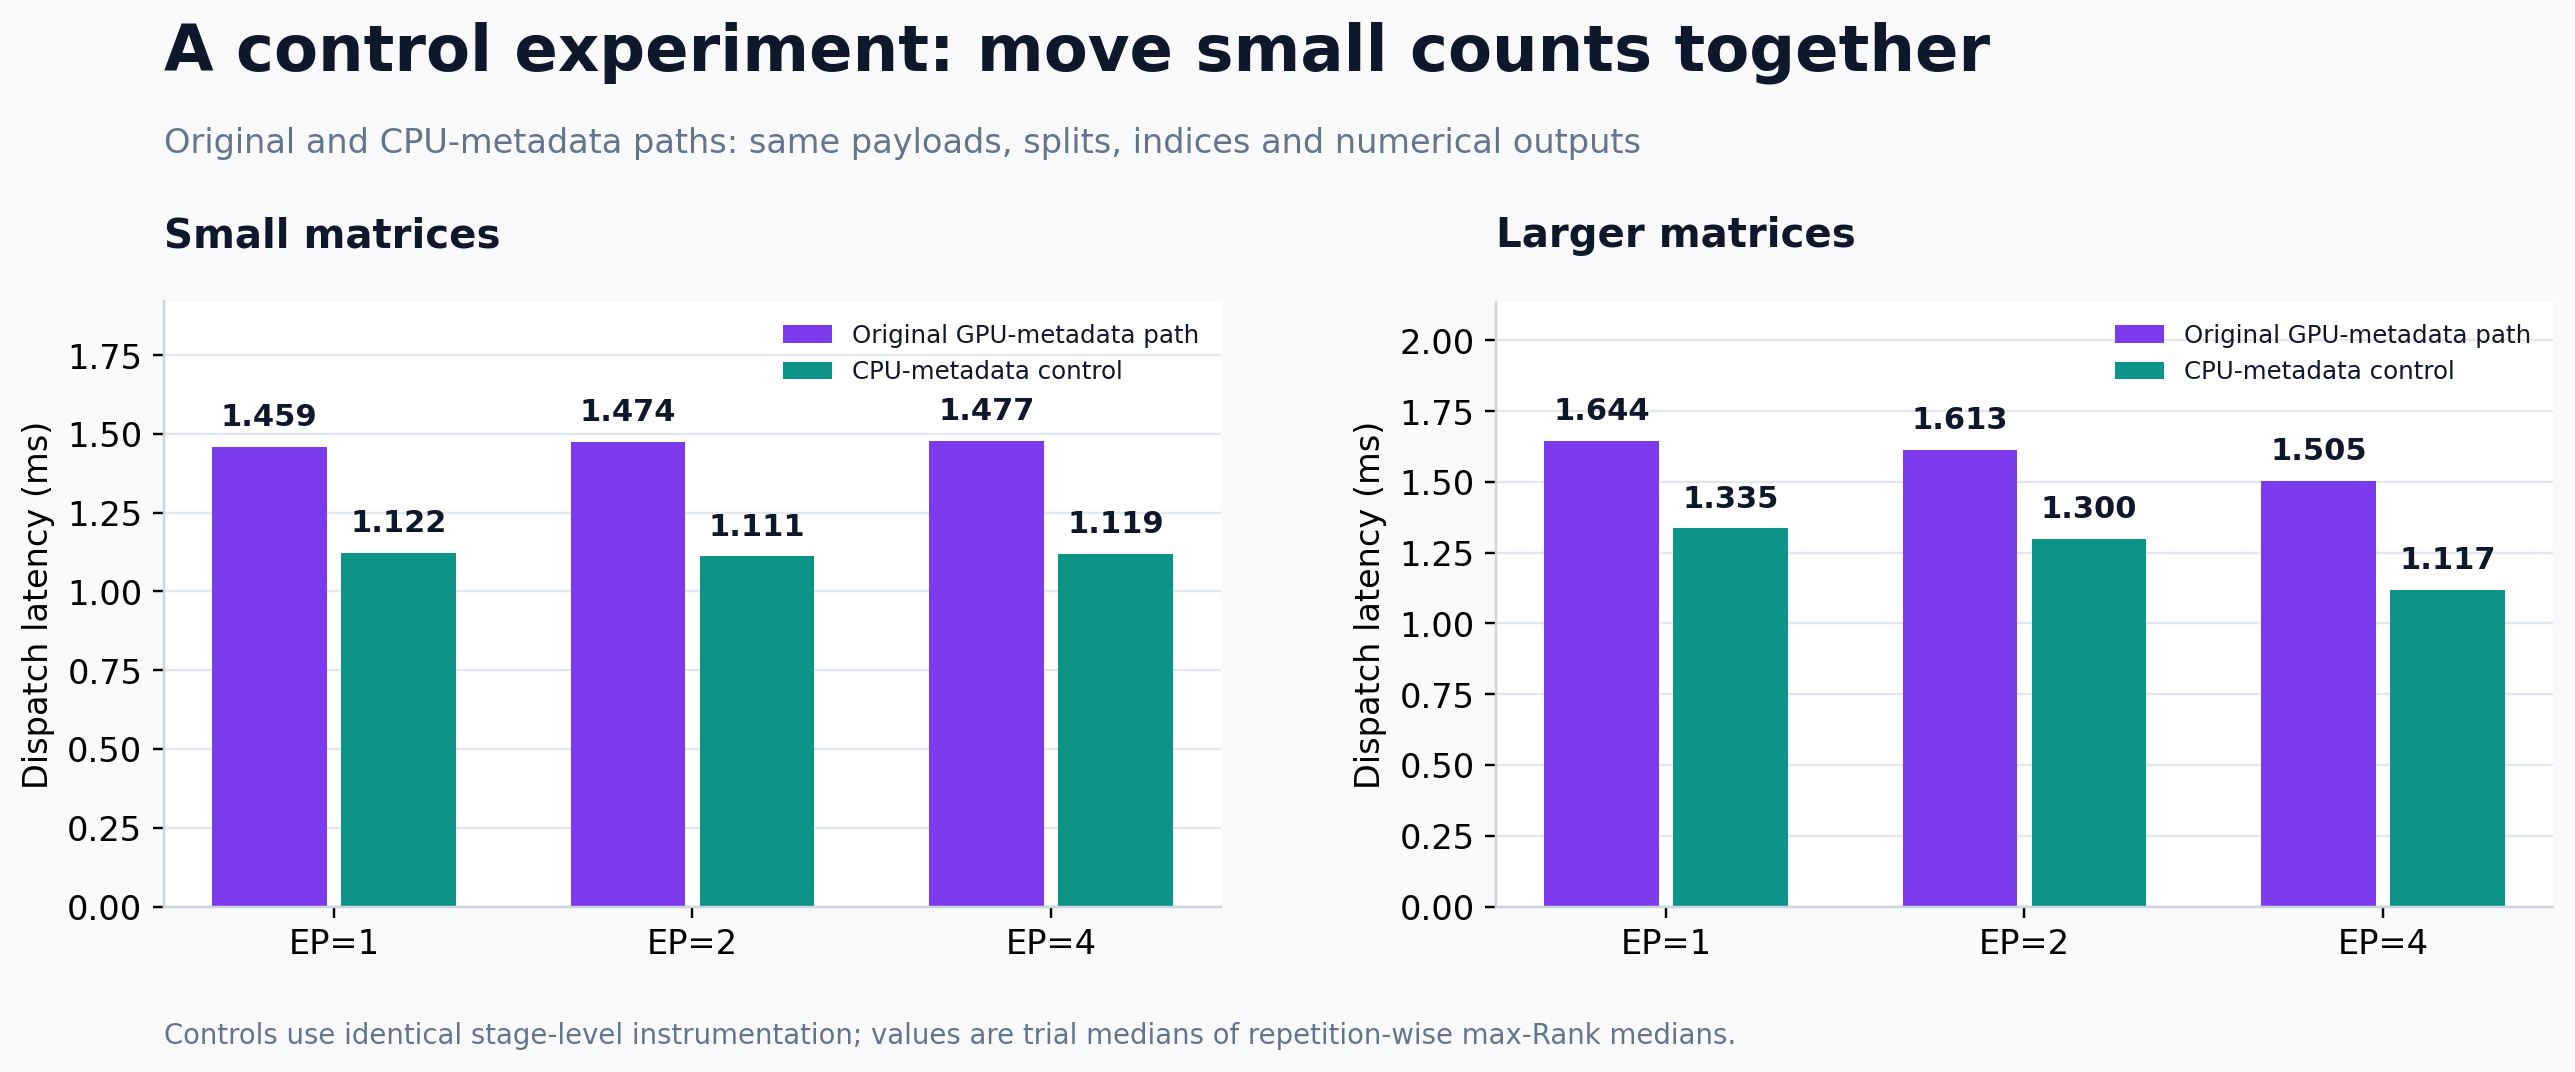 A control experiment: move small counts together
Original and CPU-metadata paths: same payloads, splits, indices and numerical outputs
Small matrices
Dispatch latency (ms)
1.75
1.50
1.25
1.00
0.75
0.50
0.25
0.00
Original GPU-metadata path
CPU-metadata control
1.459
1.122
1.474
1.111
1.477
1.119
EP=1
EP=2
EP=4
Larger matrices
Dispatch latency (ms)
2.00
1.75
1.50
1.25
1.00
0.75
0.50
0.25
0.00
Original GPU-metadata path
CPU-metadata control
1.644
1.335
1.613
1.300
1.505
1.117
EP=1
EP=2
EP=4
Controls use identical stage-level instrumentation; values are trial medians of repetition-wise max-Rank medians.